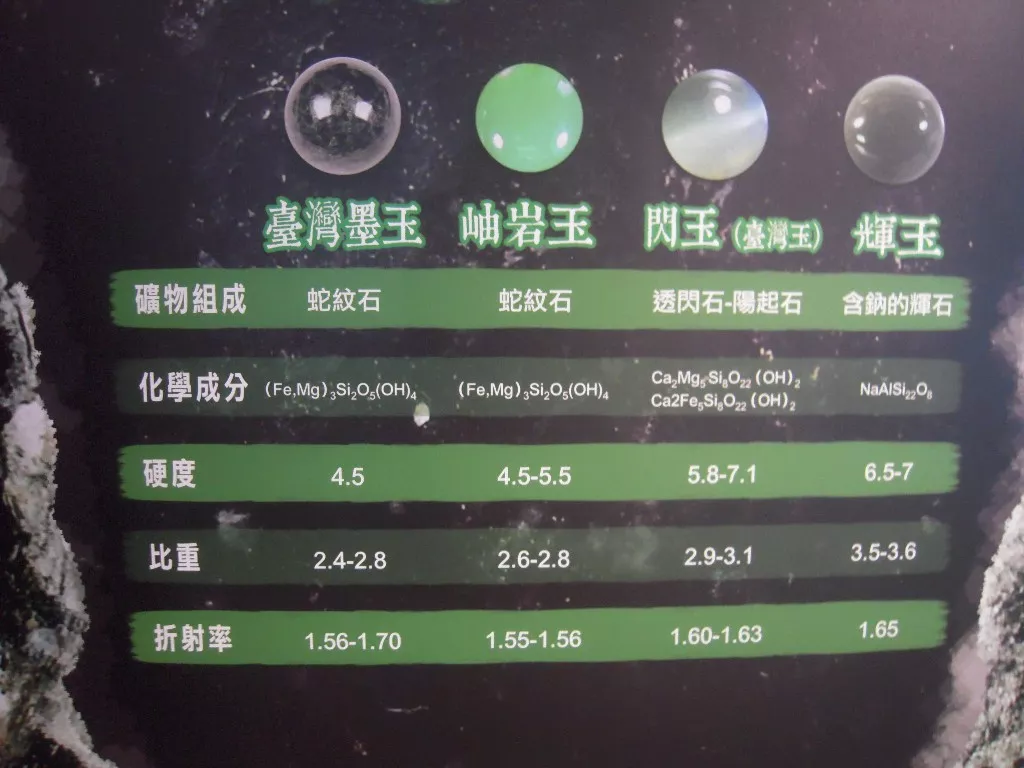 臺灣墨玉 岫岩玉 閃玉(臺灣玉) 輝玉
礦物組成 蛇紋石 蛇紋石 透閃石-陽起石 含鈉的輝石
化學成分 (Fe,Mg)₃Si₂O₅(OH)₄ (Fe,Mg)₃Si₂O₅(OH)₄ Ca₂Mg₅Si₈O₂₂(OH)₂ NaAlSi₂₂O₈
Ca2Fe₅Si₈O₂₂(OH)₂
硬度 4.5 4.5-5.5 5.8-7.1 6.5-7
比重 2.4-2.8 2.6-2.8 2.9-3.1 3.5-3.6
折射率 1.56-1.70 1.55-1.56 1.60-1.63 1.65